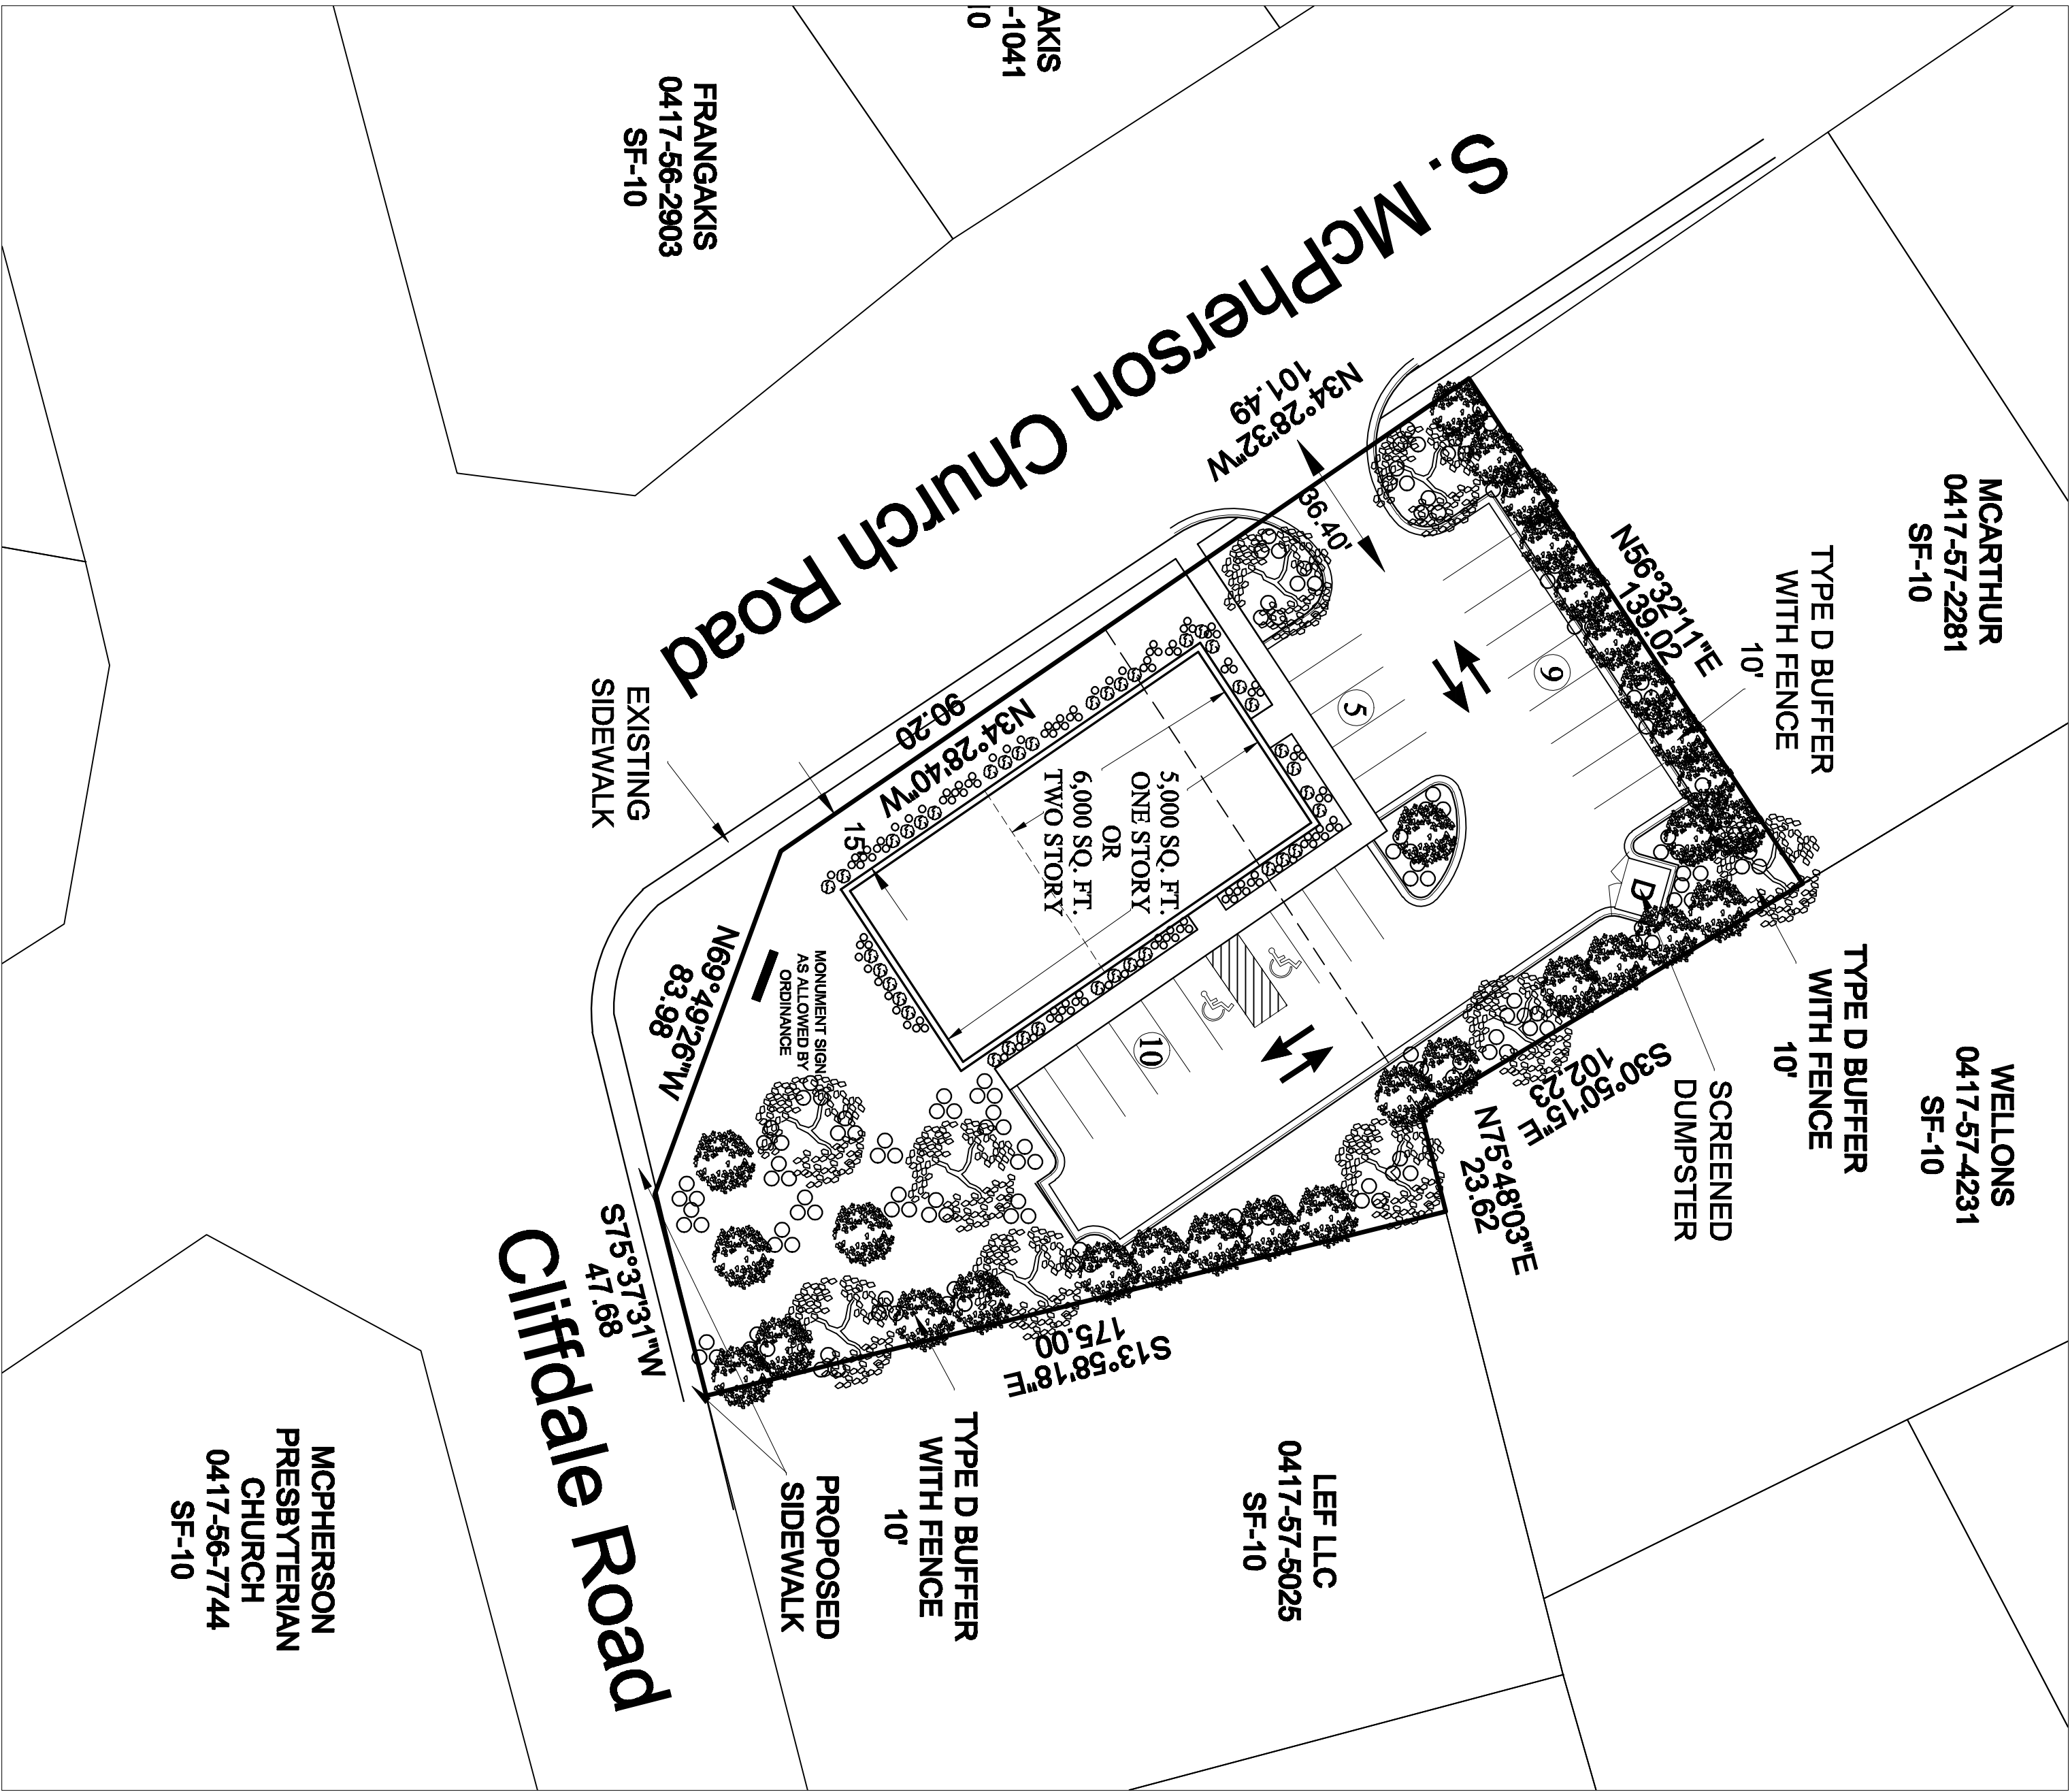 AKIS
-1041
FRANGAKIS
0417-56-2903
SF-10
S. McPherson Church Road
MCARTHUR
0417-57-2281
SF-10
N34°28'32"W
101.49
36.40'
N56°32'11"E
139.02
TYPE D BUFFER
WITH FENCE
10'
9
5
EXISTING
SIDEWALK
90.20
N34°28'40"W
15'
5,000 SQ. FT.
ONE STORY
OR
6,000 SQ. FT.
TWO STORY
D
TYPE D BUFFER
WITH FENCE
10'
WELLONS
0417-57-4231
SF-10
SCREENED
DUMPSTER
S30°50'15"E
102.23
N75°48'03"E
23.62
10
MONUMENT SIGN
AS ALLOWED BY
ORDINANCE
N69°49'26"W
83.98
S75°37'31"W
47.68
Cliffdale Road
S13°58'18"E
175.00
TYPE D BUFFER
WITH FENCE
10'
PROPOSED
SIDEWALK
LEF LLC
0417-57-5025
SF-10
MCPHERSON
PRESBYTERIAN
CHURCH
0417-56-7744
SF-10